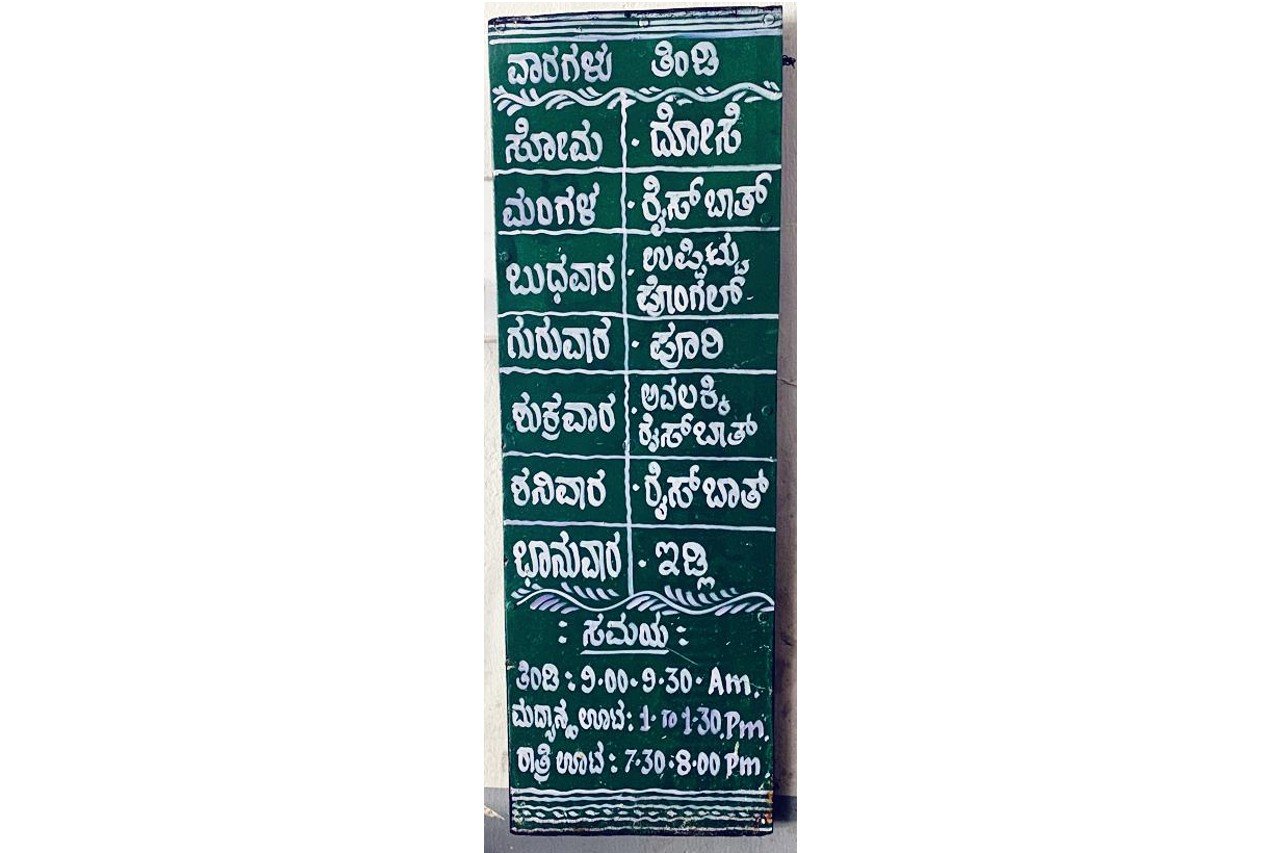 ವಾರಗಳು ತಿಂಡಿ
ಸೋಮ · ದೋಸೆ
ಮಂಗಳ · ರೈಸ್ ಬಾತ್
ಬುಧವಾರ · ಉಪ್ಪಿಟ್ಟು
ಪೊಂಗಲ್
ಗುರುವಾರ · ಪೂರಿ
ಶುಕ್ರವಾರ · ಅವಲಕ್ಕಿ
ರೈಸ್ ಬಾತ್
ಶನಿವಾರ · ರೈಸ್ ಬಾತ್
ಭಾನುವಾರ · ಇಡ್ಲಿ
: ಸಮಯ :
ತಿಂಡಿ : 9·00·9·30· Am.
ಮದ್ಯಾನ್ಹ ಊಟ : 1· To 1·30 Pm.
ರಾತ್ರಿ ಊಟ : 7·30·8·00 Pm.